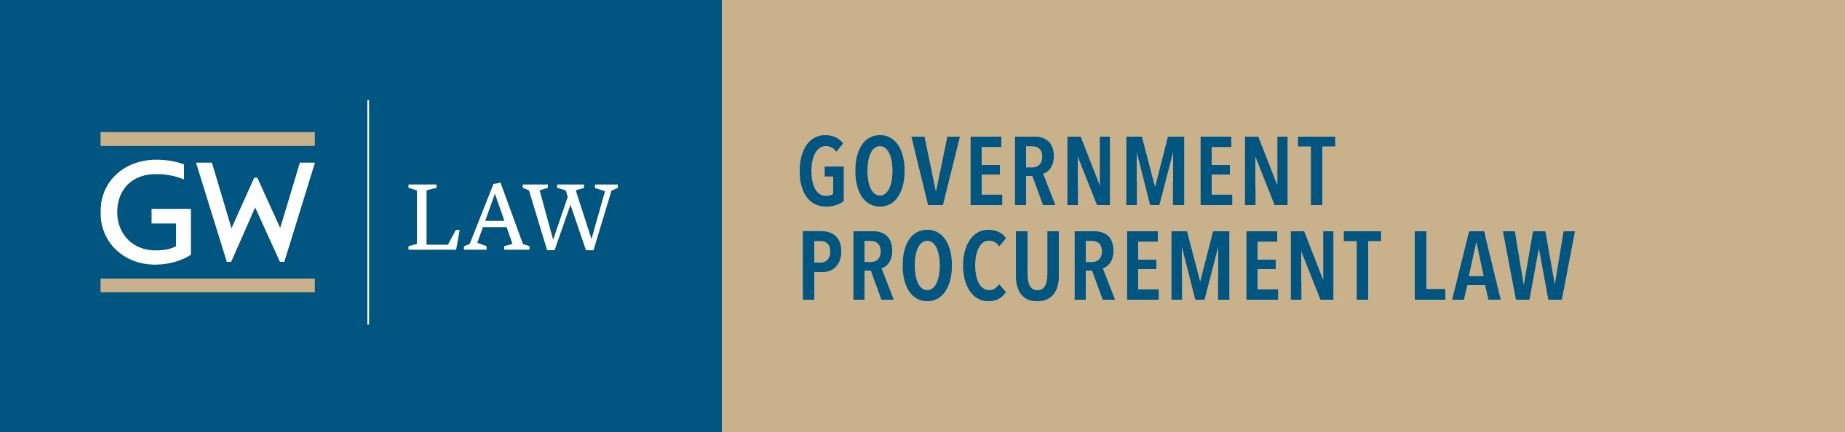 GW
LAW
GOVERNMENT
PROCUREMENT LAW